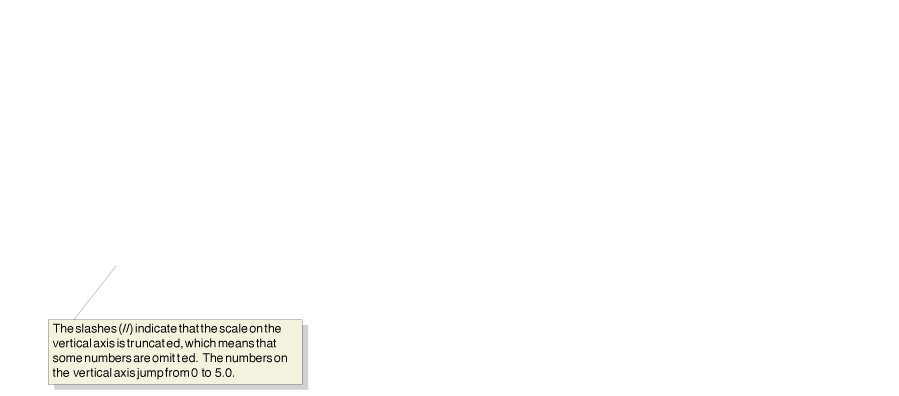 The slashes (//) indicate that the scale on the
vertical axis is truncated, which means that
some numbers are omitted. The numbers on
the vertical axis jump from 0 to 5.0.